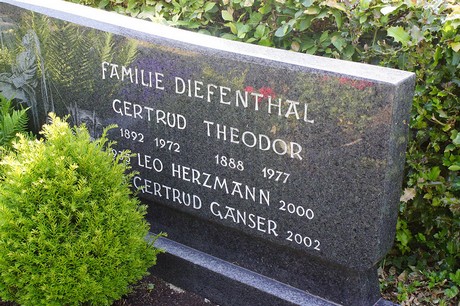 FAMILIE DIEFENTHAL
GERTRUD THEODOR
1892 1972 1888 1977
LEO HERZMANN 2000
GERTRUD GANSER 2002